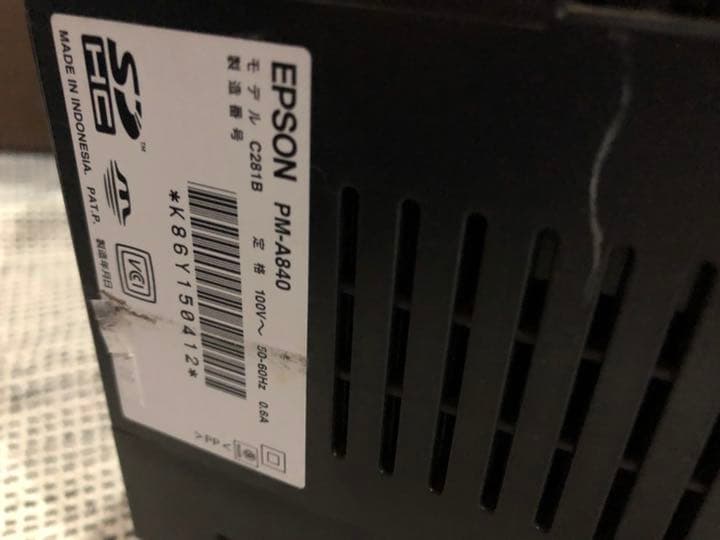 EPSON PM-A840
モデル C281B 定格 100V～ 50-60Hz 0.6A
製造番号
*K86Y150412*
SD
HC
TM
VCI
MADE IN INDONESIA. PAT.P. 製造年月日